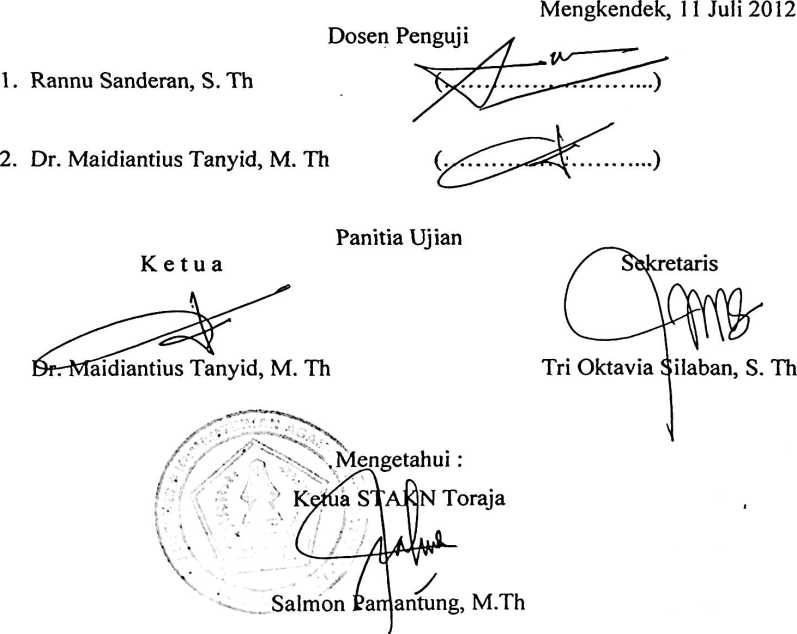 Mengkendek, 11 Juli 2012
Dosen Penguji
1. Rannu Sanderan, S. Th (..............................)
2. Dr. Maidiantius Tanyid, M. Th (..............................)
Panitia Ujian
K e t u a Sekretaris
Dr. Maidiantius Tanyid, M. Th Tri Oktavia Silaban, S. Th
Mengetahui :
Ketua STAKN Toraja
Salmon Pamantung, M.Th